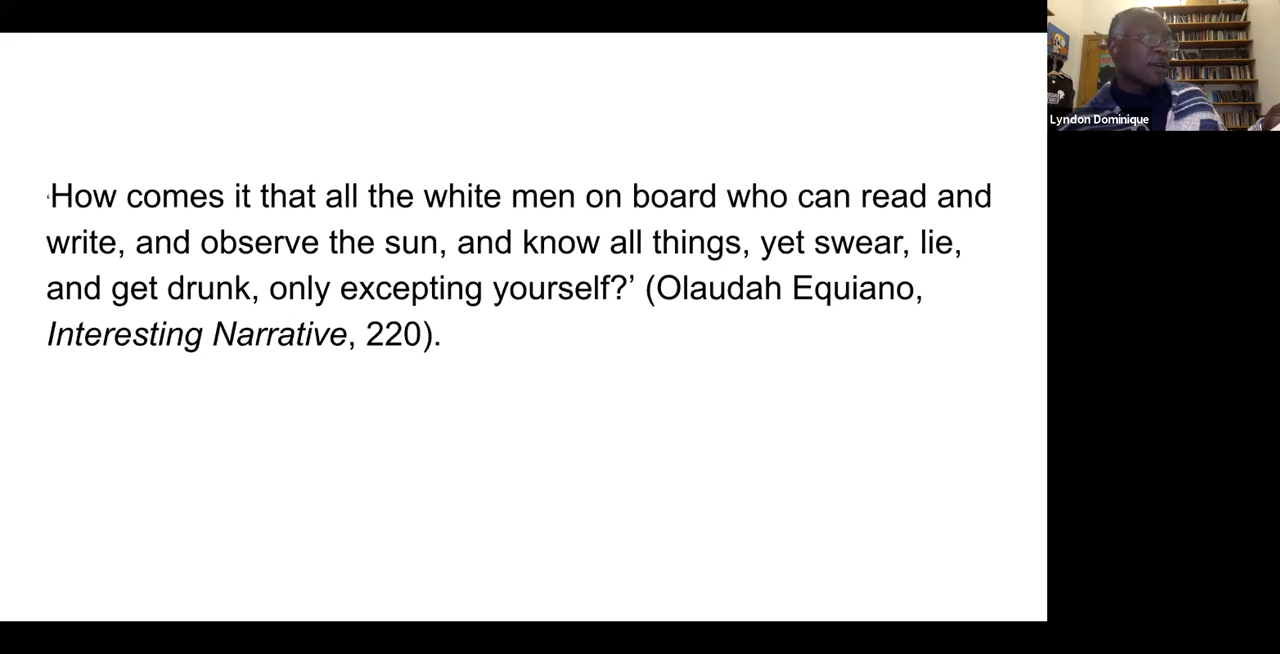 ‘How comes it that all the white men on board who can read and
write, and observe the sun, and know all things, yet swear, lie,
and get drunk, only excepting yourself?’ (Olaudah Equiano,
Interesting Narrative, 220).
Lyndon Dominique